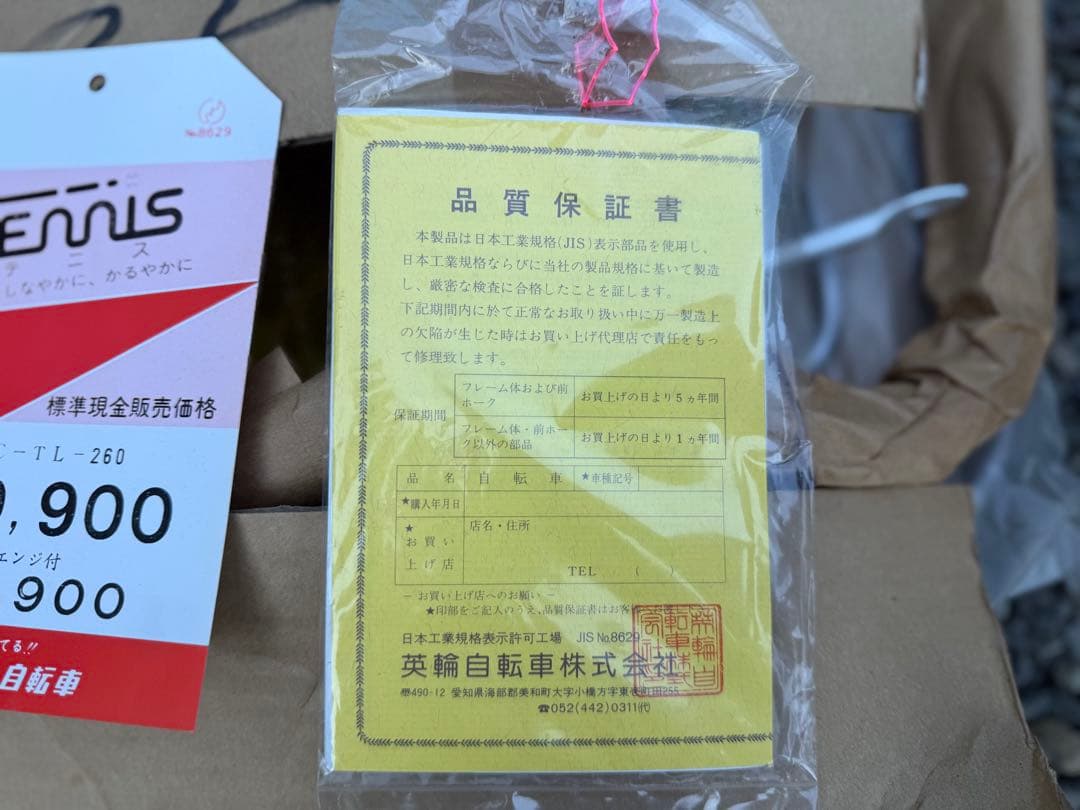 №8629
ENNIS
テニス
しなやかに、かるやかに
標準現金販売価格
-TL-260
,900
エンジ付
900
てる!!
自転車
品質保証書
本製品は日本工業規格(JIS)表示部品を使用し、
日本工業規格ならびに当社の製品規格に基いて製造
し、厳密な検査に合格したことを証します。
下記期間内に於て正常なお取り扱い中に万一製造上
の欠陥が生じた時はお買い上げ代理店で責任をもっ
て修理致します。
保証期間
フレーム体および前
ホーク
お買上げの日より5ヵ年間
フレーム体・前ホー
ク以外の部品
お買上げの日より1ヵ年間
品名 自転車 ★車種記号
★購入年月日
★
お買い
上げ店
店名・住所
TEL ( )
― お買い上げ店へのお願い ―
★印部をご記入のうえ、品質保証書はお客
日本工業規格表示許可工場 JIS №8629
英輪自転車株式会社
〠490-12 愛知県海部郡美和町大字小橋方字東
田255
☎052(442)0311㈹